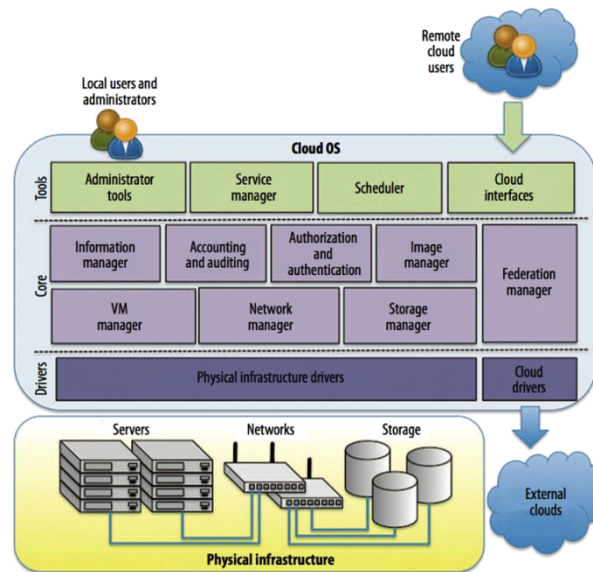 Remote
cloud
users
Local users and
administrators
Cloud OS
Tools
Administrator
tools
Service
manager
Scheduler
Cloud
interfaces
Core
Information
manager
Accounting
and auditing
Authorization
and
authentication
Image
manager
Federation
manager
VM
manager
Network
manager
Storage
manager
Drivers
Physical infrastructure drivers
Cloud
drivers
Servers
Networks
Storage
Physical infrastructure
External
clouds